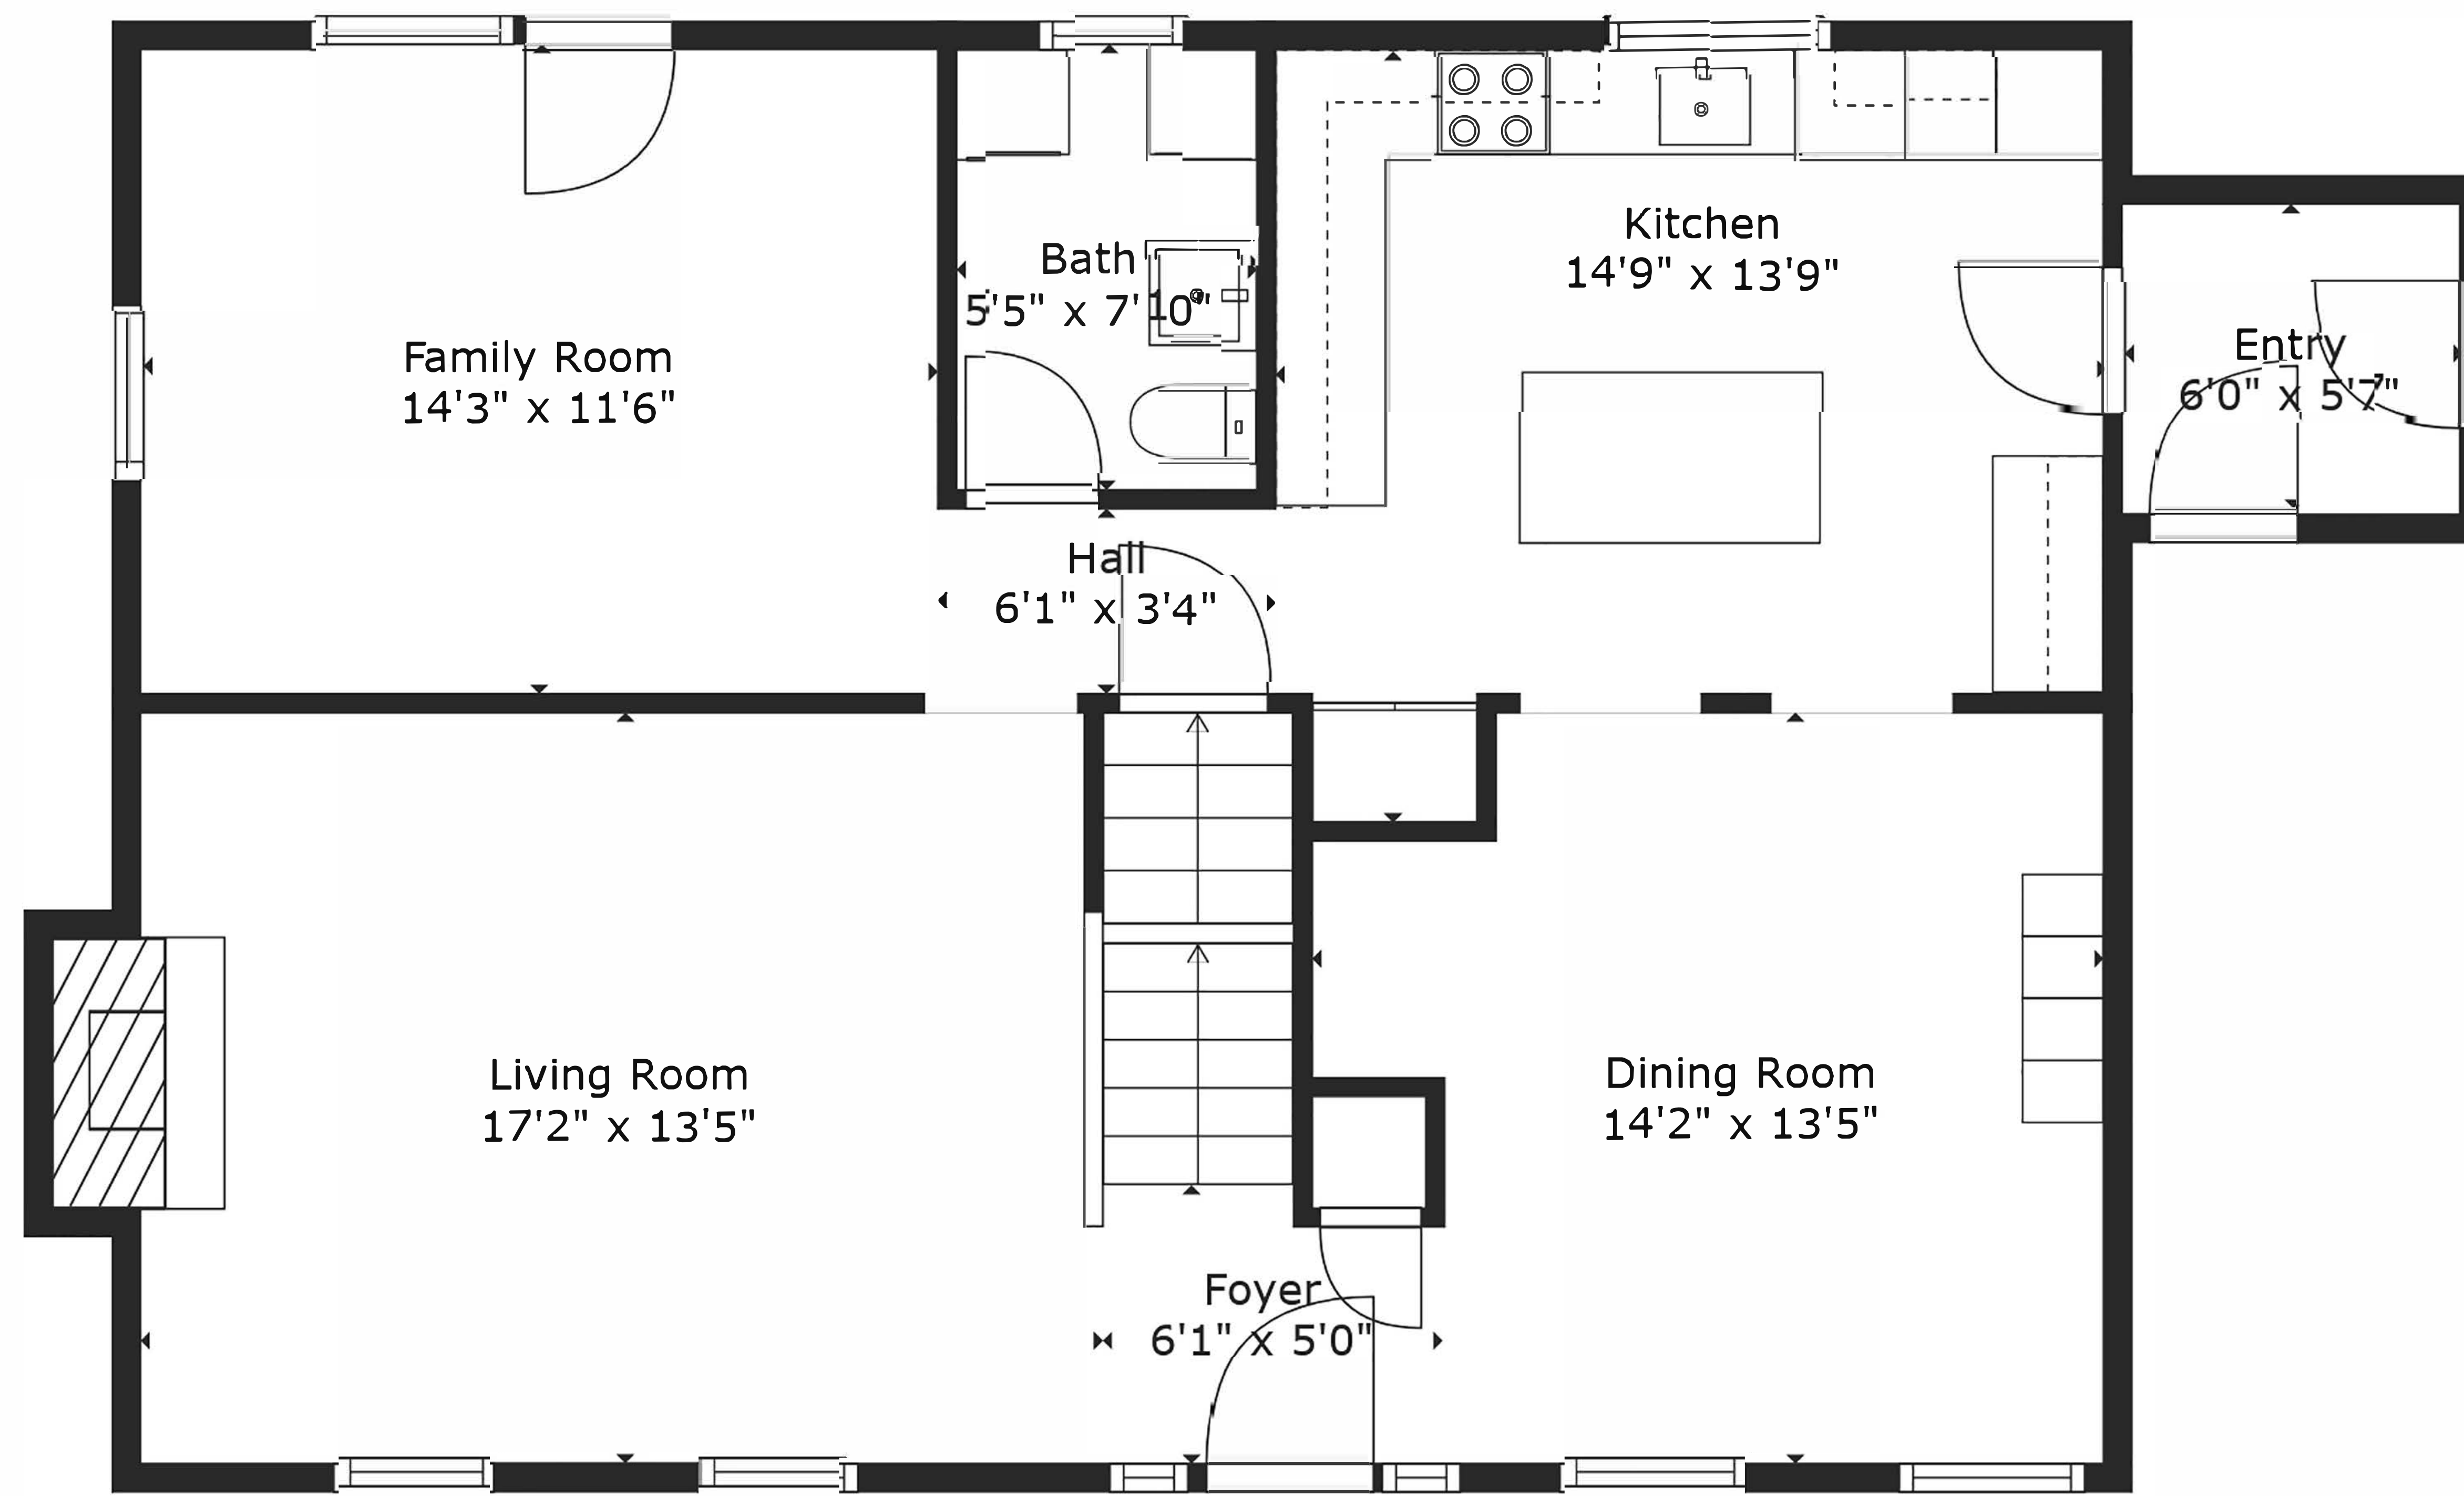 Kitchen
14'9" x 13'9"
Bath
5'5" x 7'10"
Entry
6'0" x 5'7"
Family Room
14'3" x 11'6"
Hall
6'1" x 3'4"
Living Room
17'2" x 13'5"
Dining Room
14'2" x 13'5"
Foyer
6'1" x 5'0"